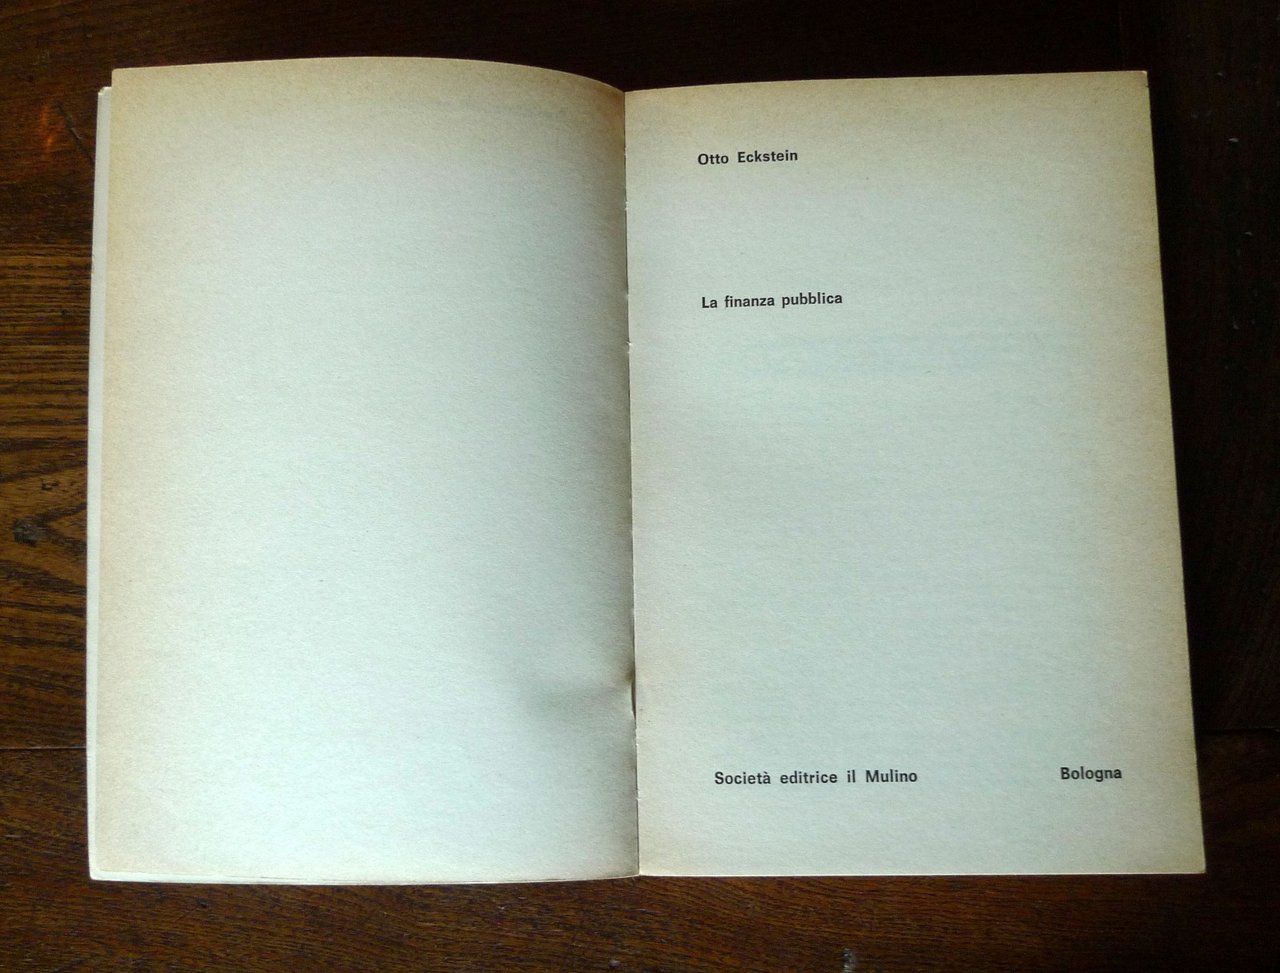 Otto Eckstein
La finanza pubblica
Società editrice il Mulino Bologna